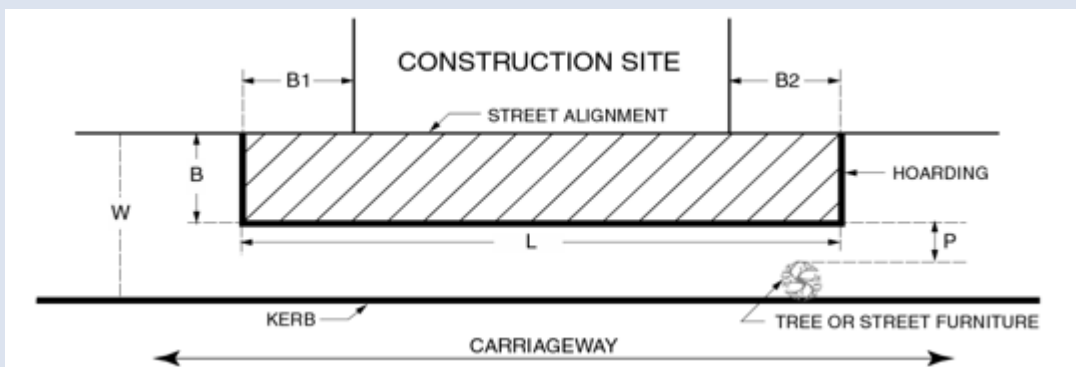 CONSTRUCTION SITE
B1
B2
STREET ALIGNMENT
B
HOARDING
W
L
P
KERB
TREE OR STREET FURNITURE
CARRIAGEWAY